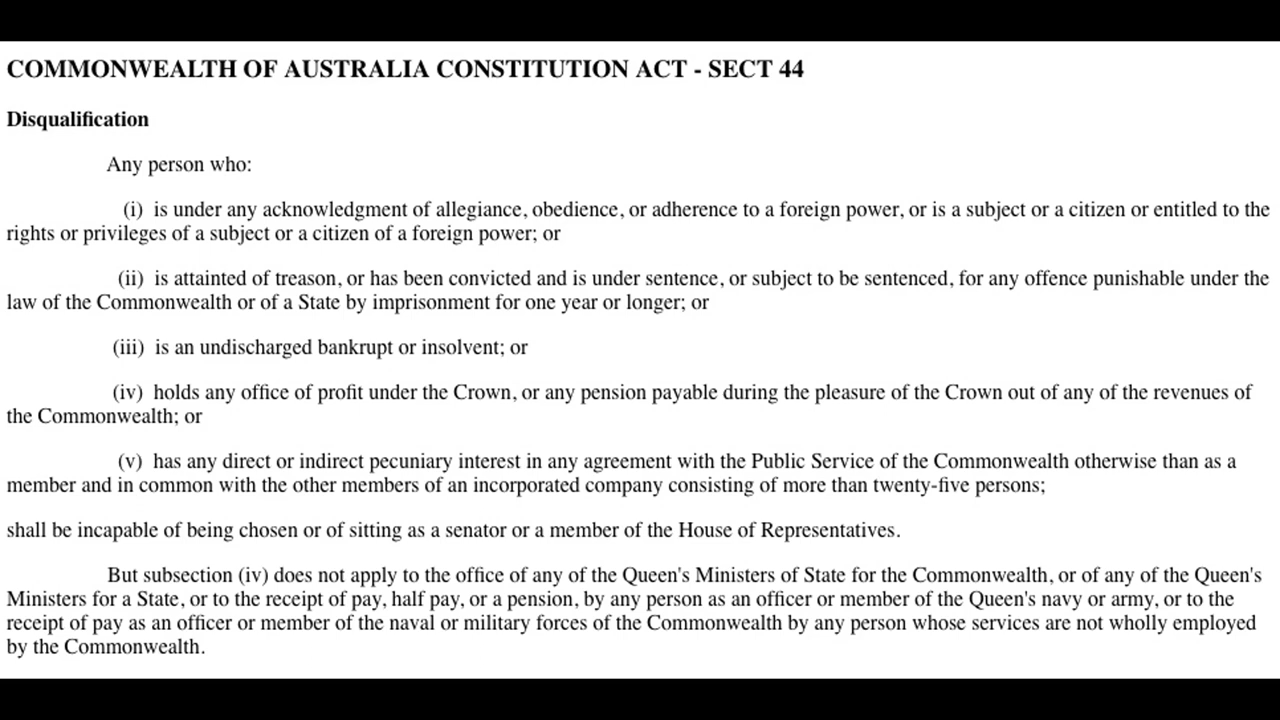 COMMONWEALTH OF AUSTRALIA CONSTITUTION ACT - SECT 44
Disqualification
Any person who:
(i) is under any acknowledgment of allegiance, obedience, or adherence to a foreign power, or is a subject or a citizen or entitled to the
rights or privileges of a subject or a citizen of a foreign power; or
(ii) is attainted of treason, or has been convicted and is under sentence, or subject to be sentenced, for any offence punishable under the
law of the Commonwealth or of a State by imprisonment for one year or longer; or
(iii) is an undischarged bankrupt or insolvent; or
(iv) holds any office of profit under the Crown, or any pension payable during the pleasure of the Crown out of any of the revenues of
the Commonwealth; or
(v) has any direct or indirect pecuniary interest in any agreement with the Public Service of the Commonwealth otherwise than as a
member and in common with the other members of an incorporated company consisting of more than twenty-five persons;
shall be incapable of being chosen or of sitting as a senator or a member of the House of Representatives.
But subsection (iv) does not apply to the office of any of the Queen's Ministers of State for the Commonwealth, or of any of the Queen's
Ministers for a State, or to the receipt of pay, half pay, or a pension, by any person as an officer or member of the Queen's navy or army, or to the
receipt of pay as an officer or member of the naval or military forces of the Commonwealth by any person whose services are not wholly employed
by the Commonwealth.